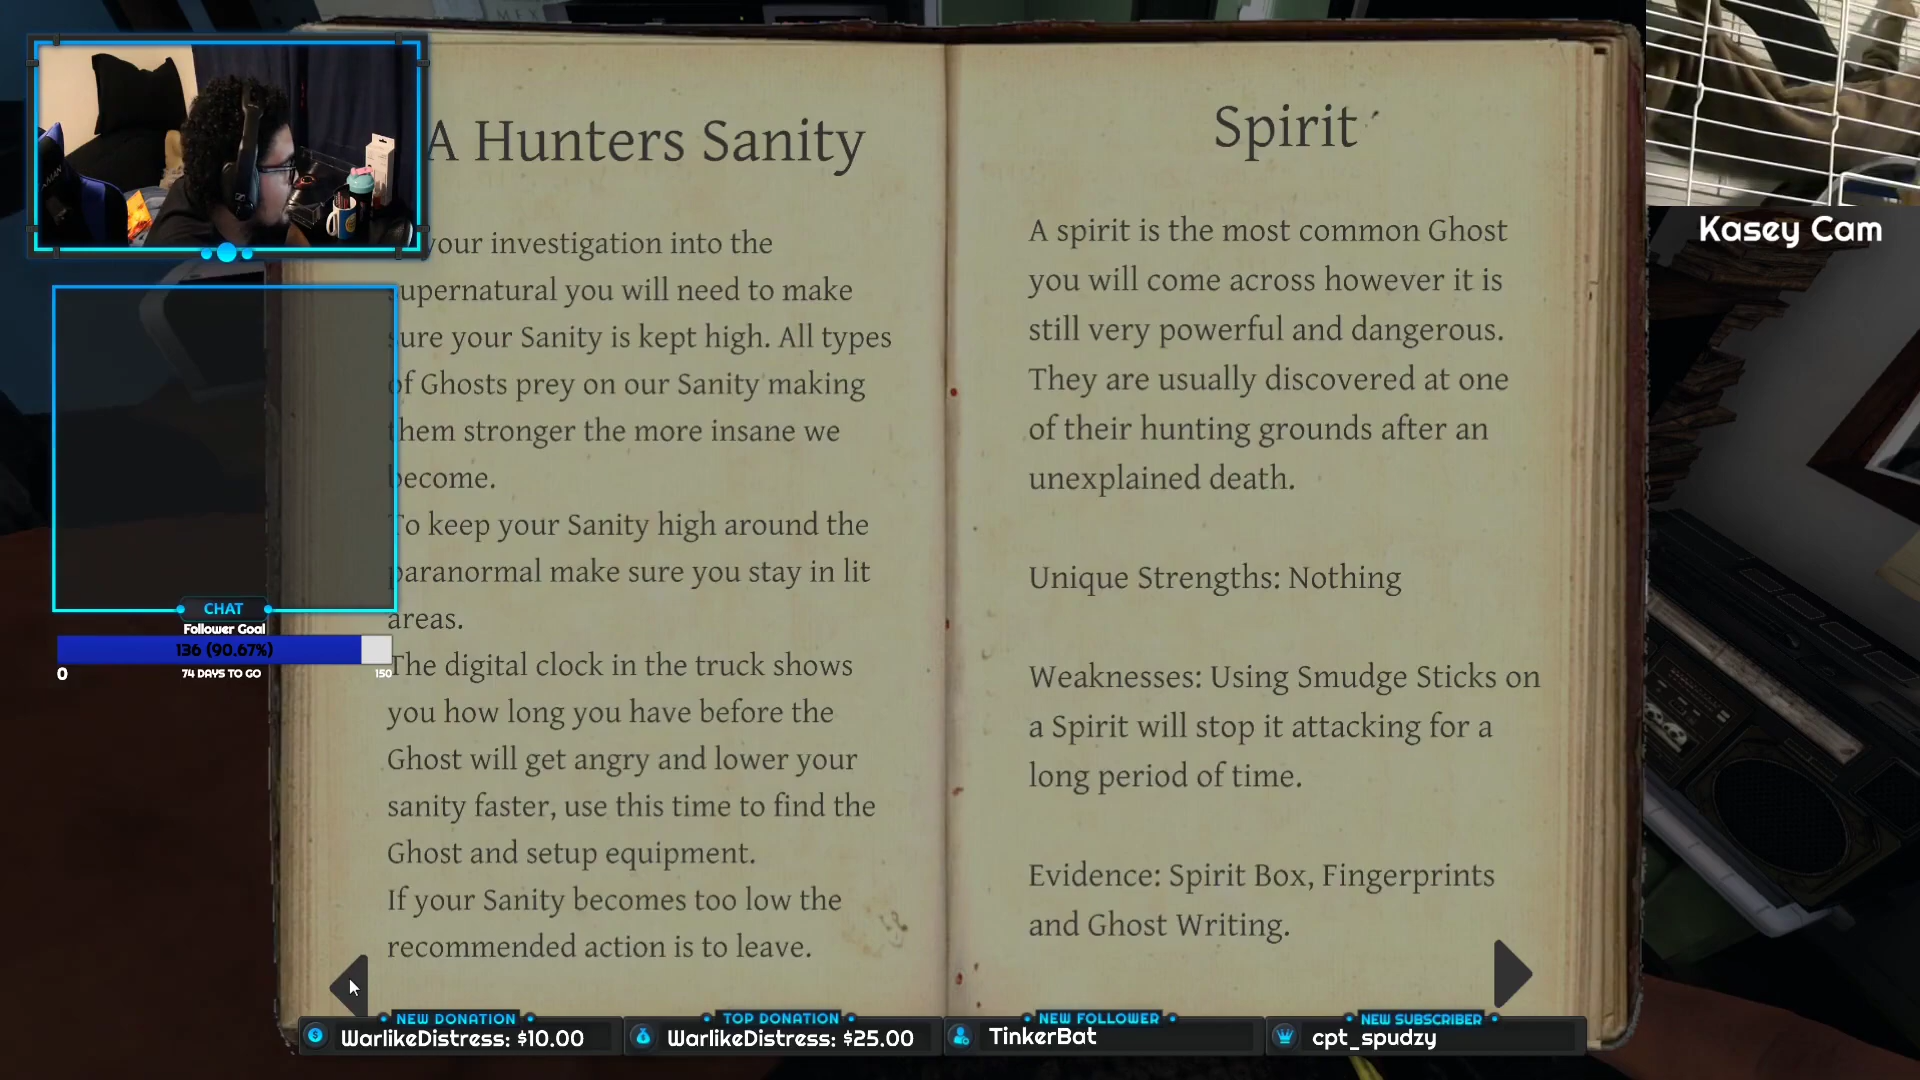 MEX
A Hunters Sanity
your investigation into the
supernatural you will need to make
sure your Sanity is kept high. All types
of Ghosts prey on our Sanity making
them stronger the more insane we
become.
To keep your Sanity high around the
paranormal make sure you stay in lit
areas.
The digital clock in the truck shows
you how long you have before the
Ghost will get angry and lower your
sanity faster, use this time to find the
Ghost and setup equipment.
If your Sanity becomes too low the
recommended action is to leave.
Spirit
A spirit is the most common Ghost
you will come across however it is
still very powerful and dangerous.
They are usually discovered at one
of their hunting grounds after an
unexplained death.
Unique Strengths: Nothing
Weaknesses: Using Smudge Sticks on
a Spirit will stop it attacking for a
long period of time.
Evidence: Spirit Box, Fingerprints
and Ghost Writing.
Kasey Cam
CHAT
Follower Goal
136 (90.67%)
0
74 DAYS TO GO
150
NEW DONATION
WarlikeDistress: $10.00
TOP DONATION
WarlikeDistress: $25.00
NEW FOLLOWER
TinkerBat
NEW SUBSCRIBER
cpt_spudzy